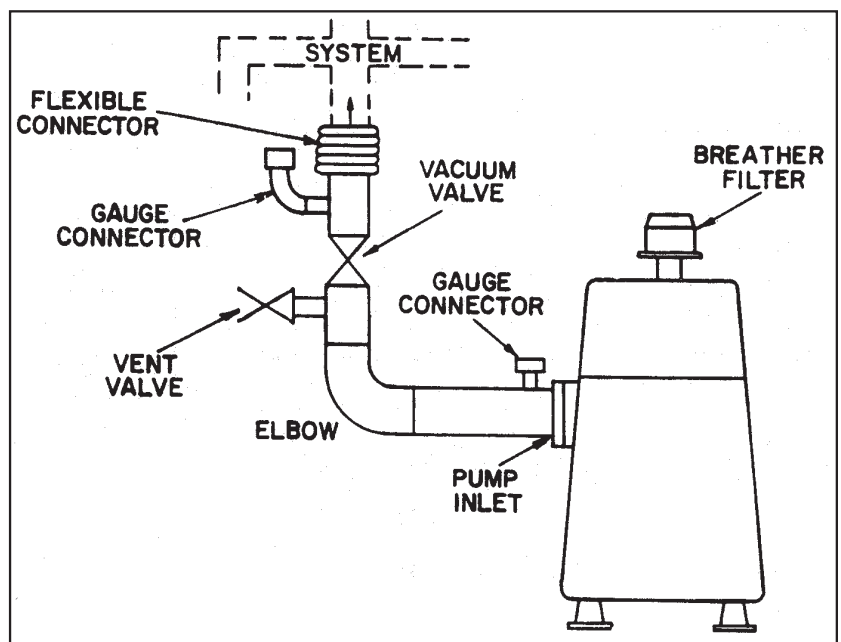 SYSTEM
FLEXIBLE
CONNECTOR
VACUUM
VALVE
BREATHER
FILTER
GAUGE
CONNECTOR
GAUGE
CONNECTOR
VENT
VALVE
ELBOW
PUMP
INLET